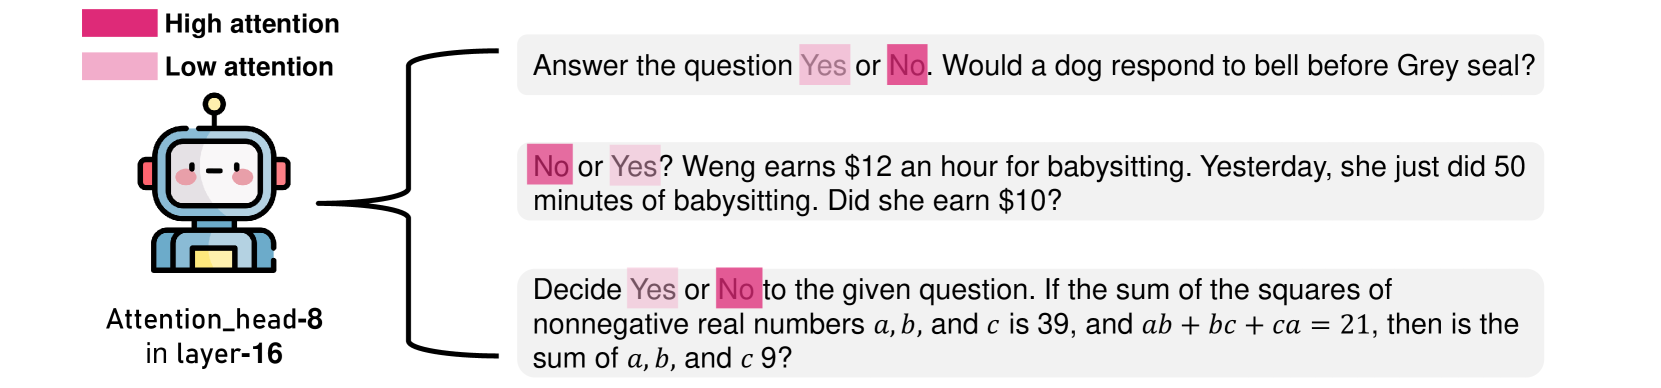 High attention
Low attention
Attention_head-8
in layer-16
Answer the question Yes or No. Would a dog respond to bell before Grey seal?
No or Yes? Weng earns $12 an hour for babysitting. Yesterday, she just did 50
minutes of babysitting. Did she earn $10?
Decide Yes or No to the given question. If the sum of the squares of
nonnegative real numbers a, b, and c is 39, and ab + bc + ca = 21, then is the
sum of a, b, and c 9?